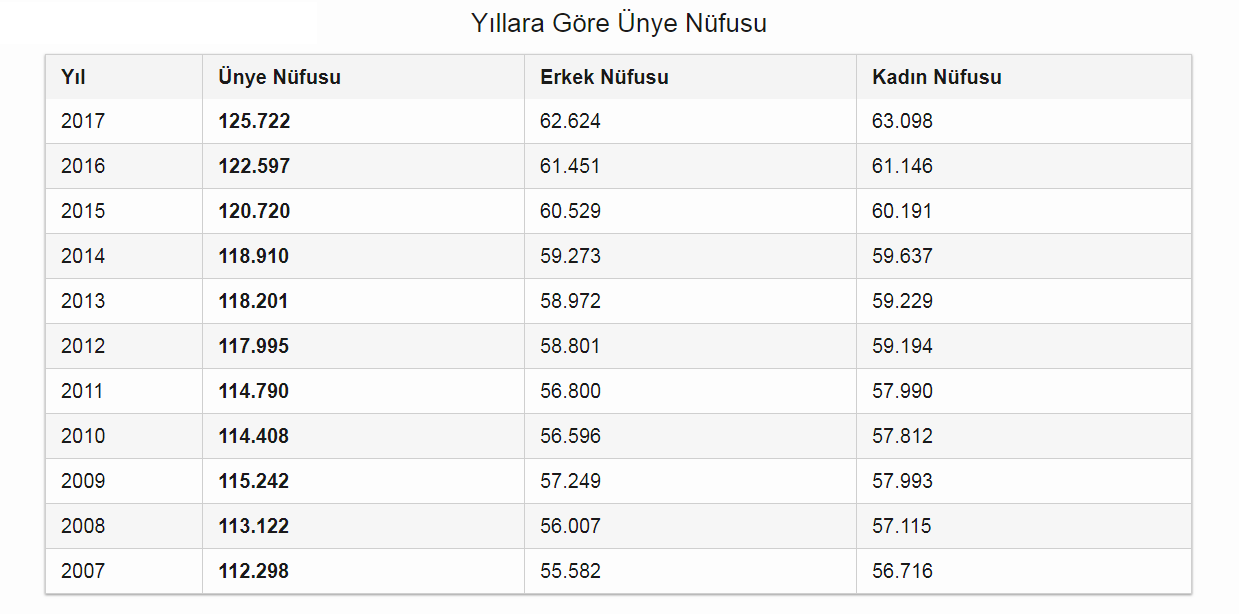 Yıllara Göre Ünye Nüfusu
Yıl Ünye Nüfusu Erkek Nüfusu Kadın Nüfusu
2017 125.722 62.624 63.098
2016 122.597 61.451 61.146
2015 120.720 60.529 60.191
2014 118.910 59.273 59.637
2013 118.201 58.972 59.229
2012 117.995 58.801 59.194
2011 114.790 56.800 57.990
2010 114.408 56.596 57.812
2009 115.242 57.249 57.993
2008 113.122 56.007 57.115
2007 112.298 55.582 56.716